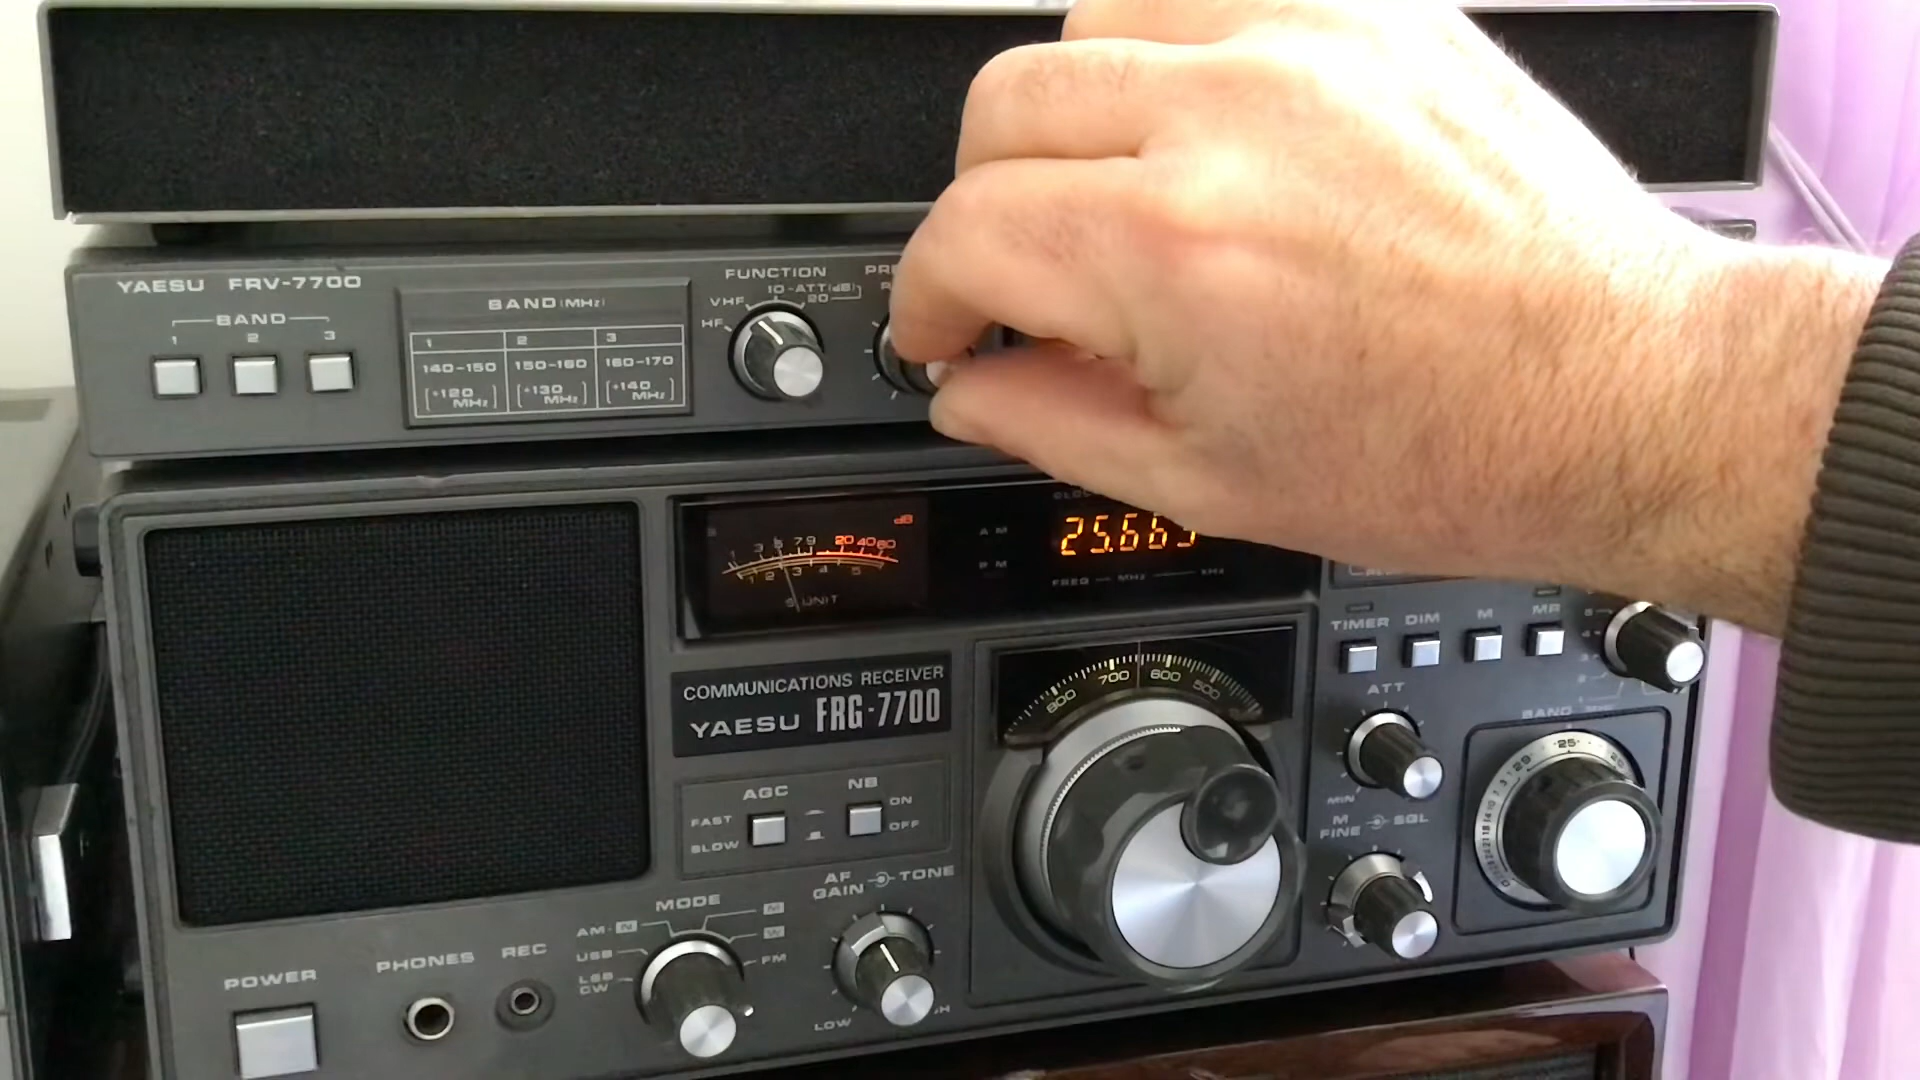 YAESU FRV-7700
BAND
1 2 3
BAND (MHz)
1 2 3
140-150 150-160 160-170
[+120 MHz] [+130 MHz] [+140 MHz]
FUNCTION
10-ATT(dB)
20
VHF
HF
PRE
dB
1 3 5 7 9 20 40 60
1 2 3 4 5
S UNIT
AM
PM
25.665
FREQ — MHz — KHz
COMMUNICATIONS RECEIVER
YAESU FRG-7700
800 700 600 500
TIMER DIM M MR
ATT
MIN
M FINE SQL
BAND
29 25
AGC
FAST
SLOW
NB
ON
OFF
AF GAIN TONE
LOW
MODE
AM-N M
W
USB
LSB
CW
FM
POWER
PHONES
REC